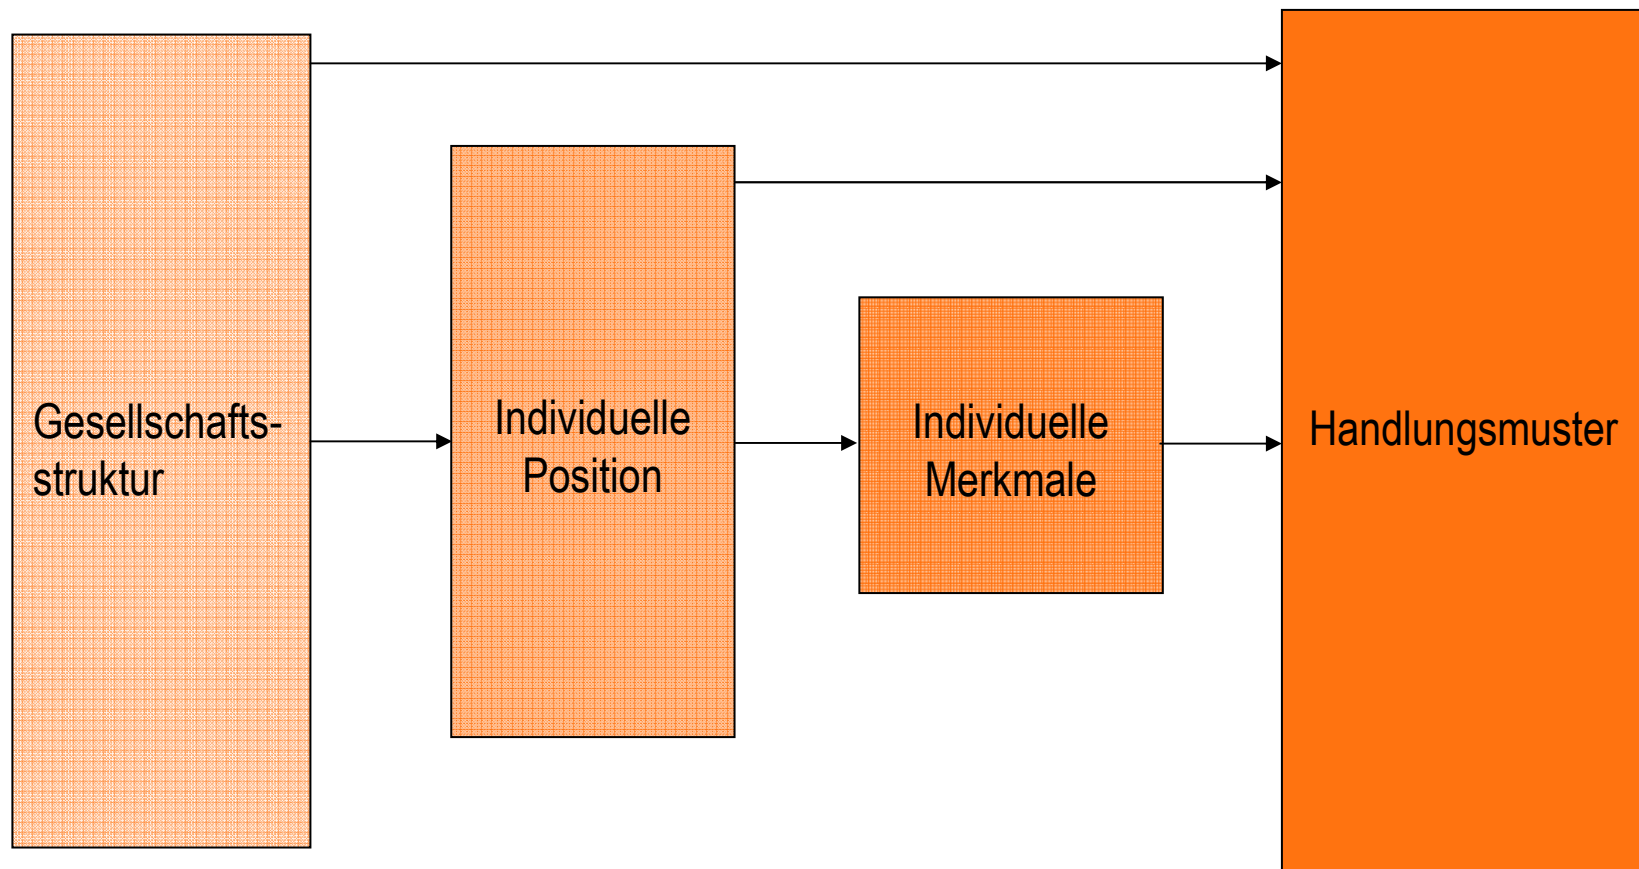 Gesellschafts-
struktur
Individuelle
Position
Individuelle
Merkmale
Handlungsmuster